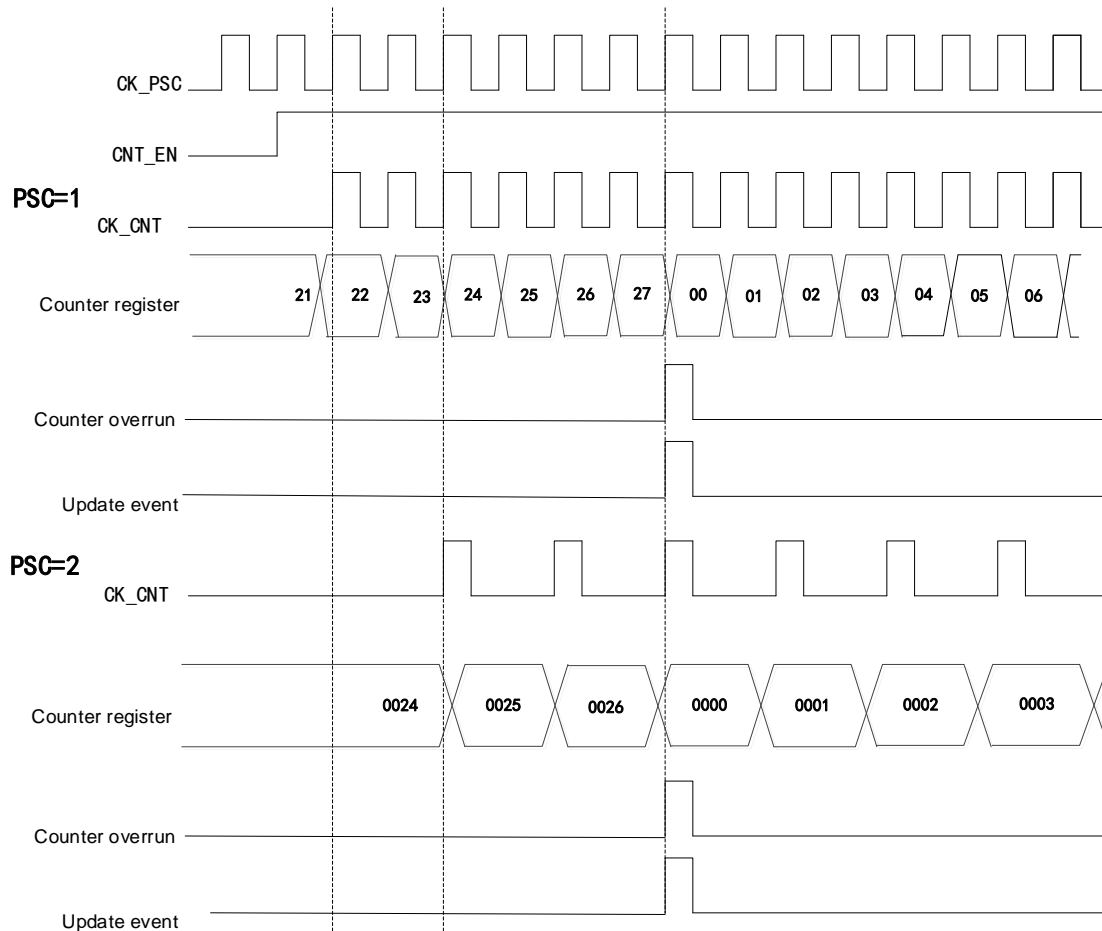 CK_PSC
CNT_EN
PSC=1
CK_CNT
Counter register 21 22 23 24 25 26 27 00 01 02 03 04 05 06
Counter overrun
Update event
PSC=2
CK_CNT
Counter register 0024 0025 0026 0000 0001 0002 0003
Counter overrun
Update event